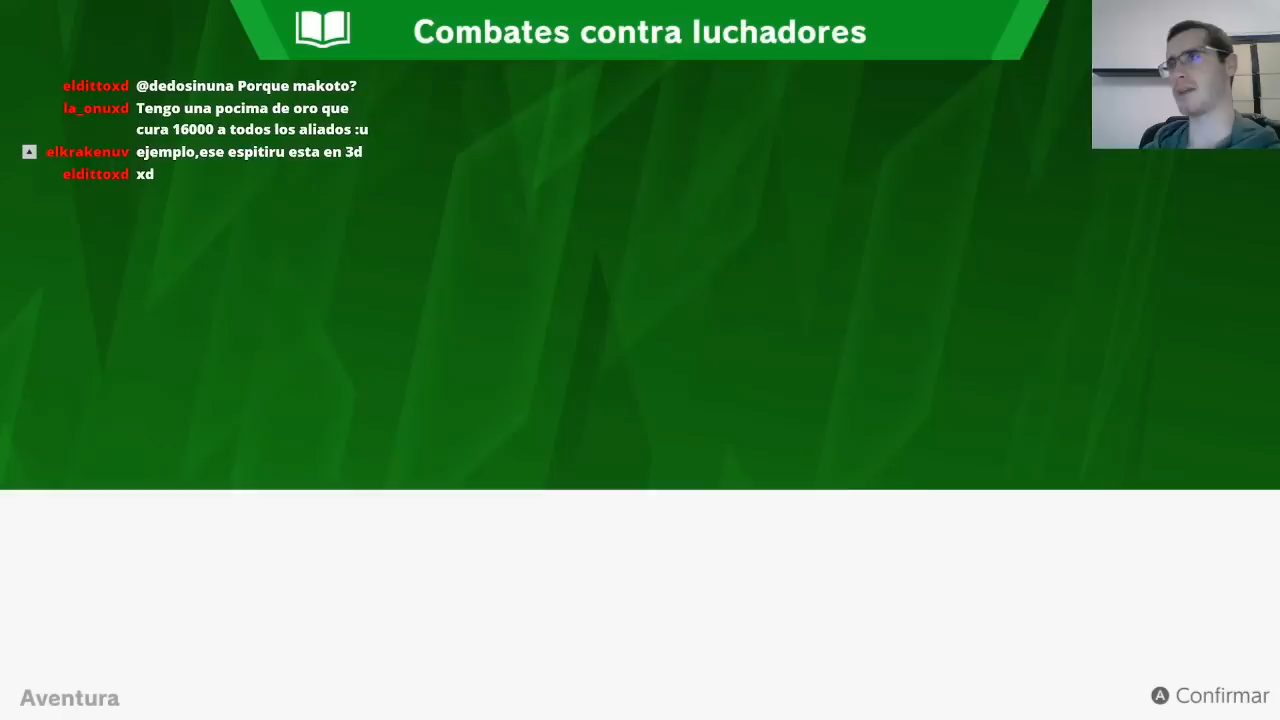 Combates contra luchadores
eldittoxd @dedosinuna Porque makoto?
la_onuxd Tengo una pocima de oro que
cura 16000 a todos los aliados :u
elkrakenuv ejemplo,ese espitiru esta en 3d
eldittoxd xd
Aventura
A Confirmar